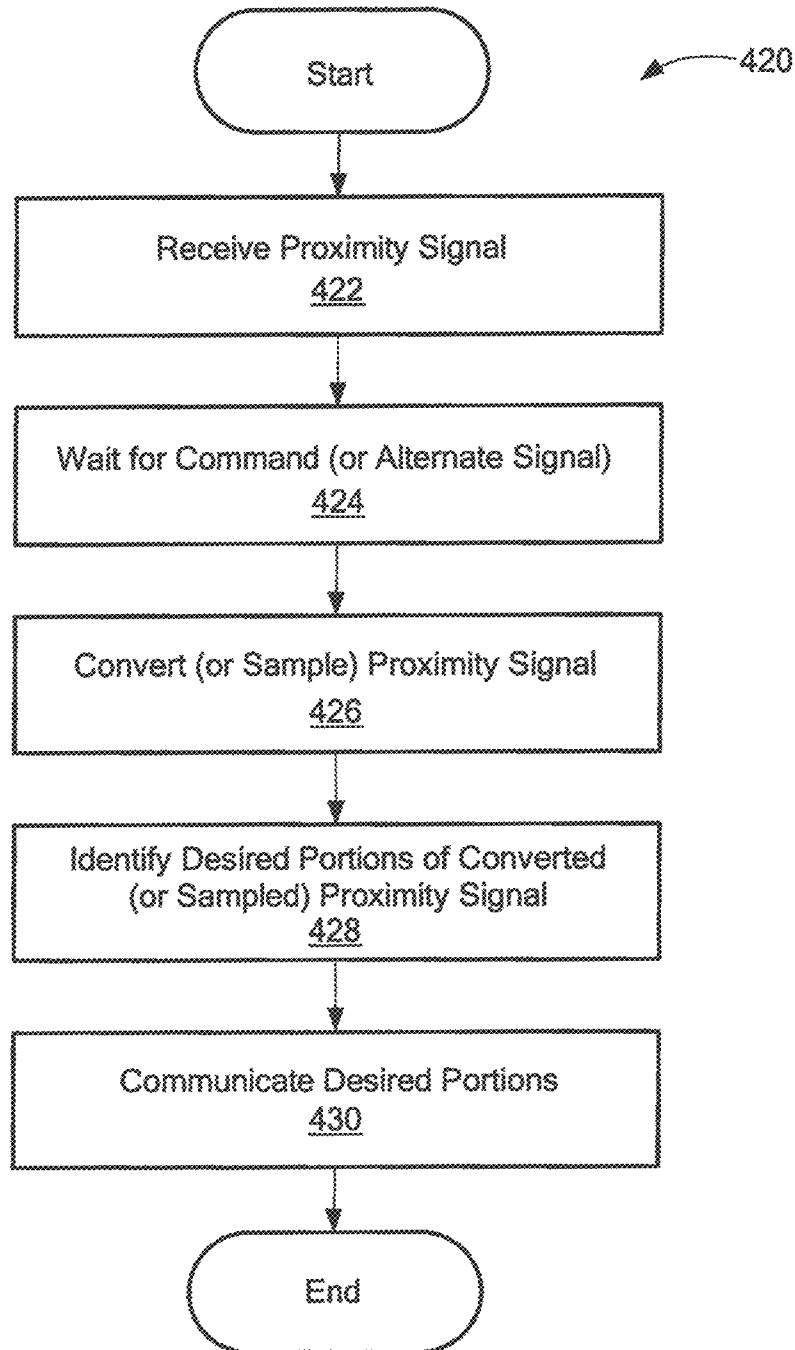 Start
420
Receive Proximity Signal
422
Wait for Command (or Alternate Signal)
424
Convert (or Sample) Proximity Signal
426
Identify Desired Portions of Converted
(or Sampled) Proximity Signal
428
Communicate Desired Portions
430
End